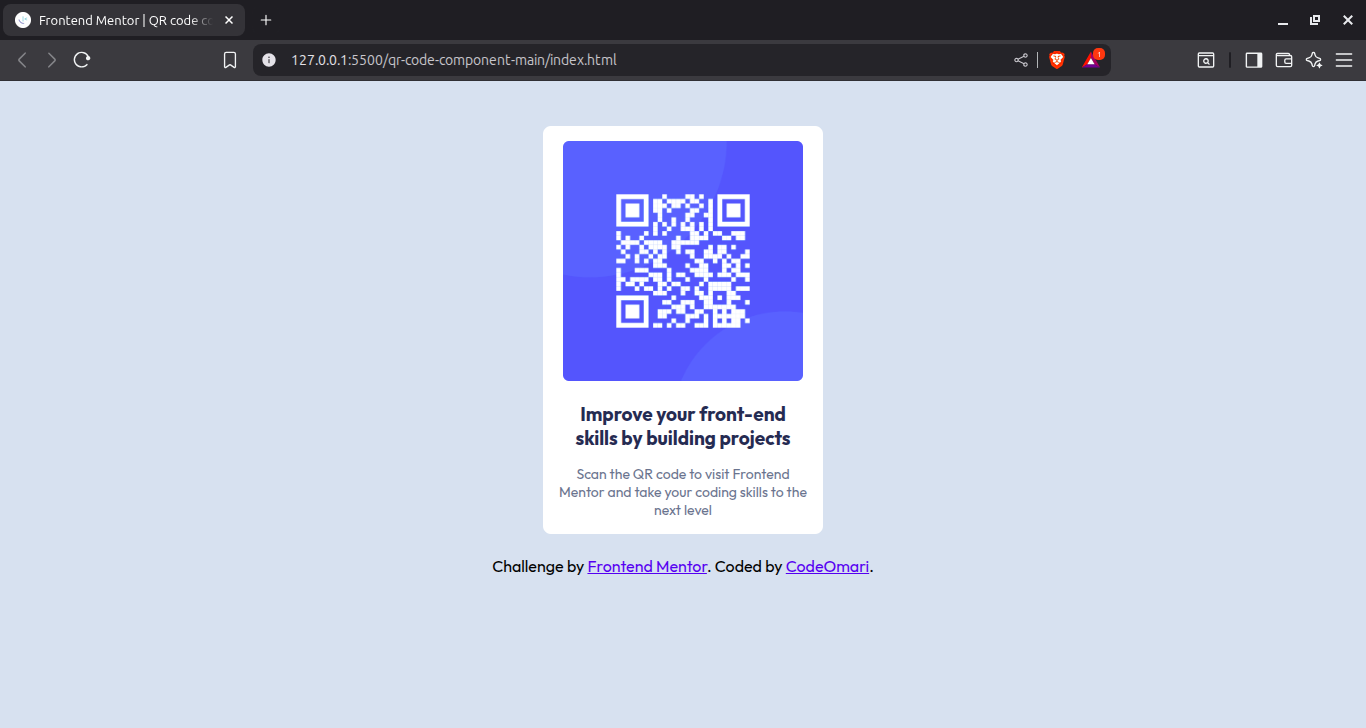 Frontend Mentor | QR code co
127.0.0.1:5500/qr-code-component-main/index.html
1
Improve your front-end
skills by building projects
Scan the QR code to visit Frontend
Mentor and take your coding skills to the
next level
Challenge by Frontend Mentor. Coded by CodeOmari.